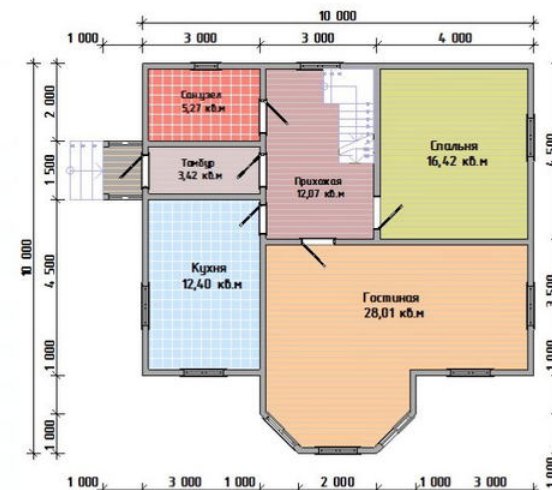 10 000
1 000 3 000 3 000 4 000
2 000
1 500
4 500
1 000
1 000
10 000
Санузел
5,27 кв.м
Тамбур
3,42 кв.м
Прихожая
12,07 кв.м
Спальня
16,42 кв.м
Кухня
12,40 кв.м
Гостиная
28,01 кв.м
4 500
3 500
1 000
1 000
1 000 3 000 1 000 2 000 1 000 3 000